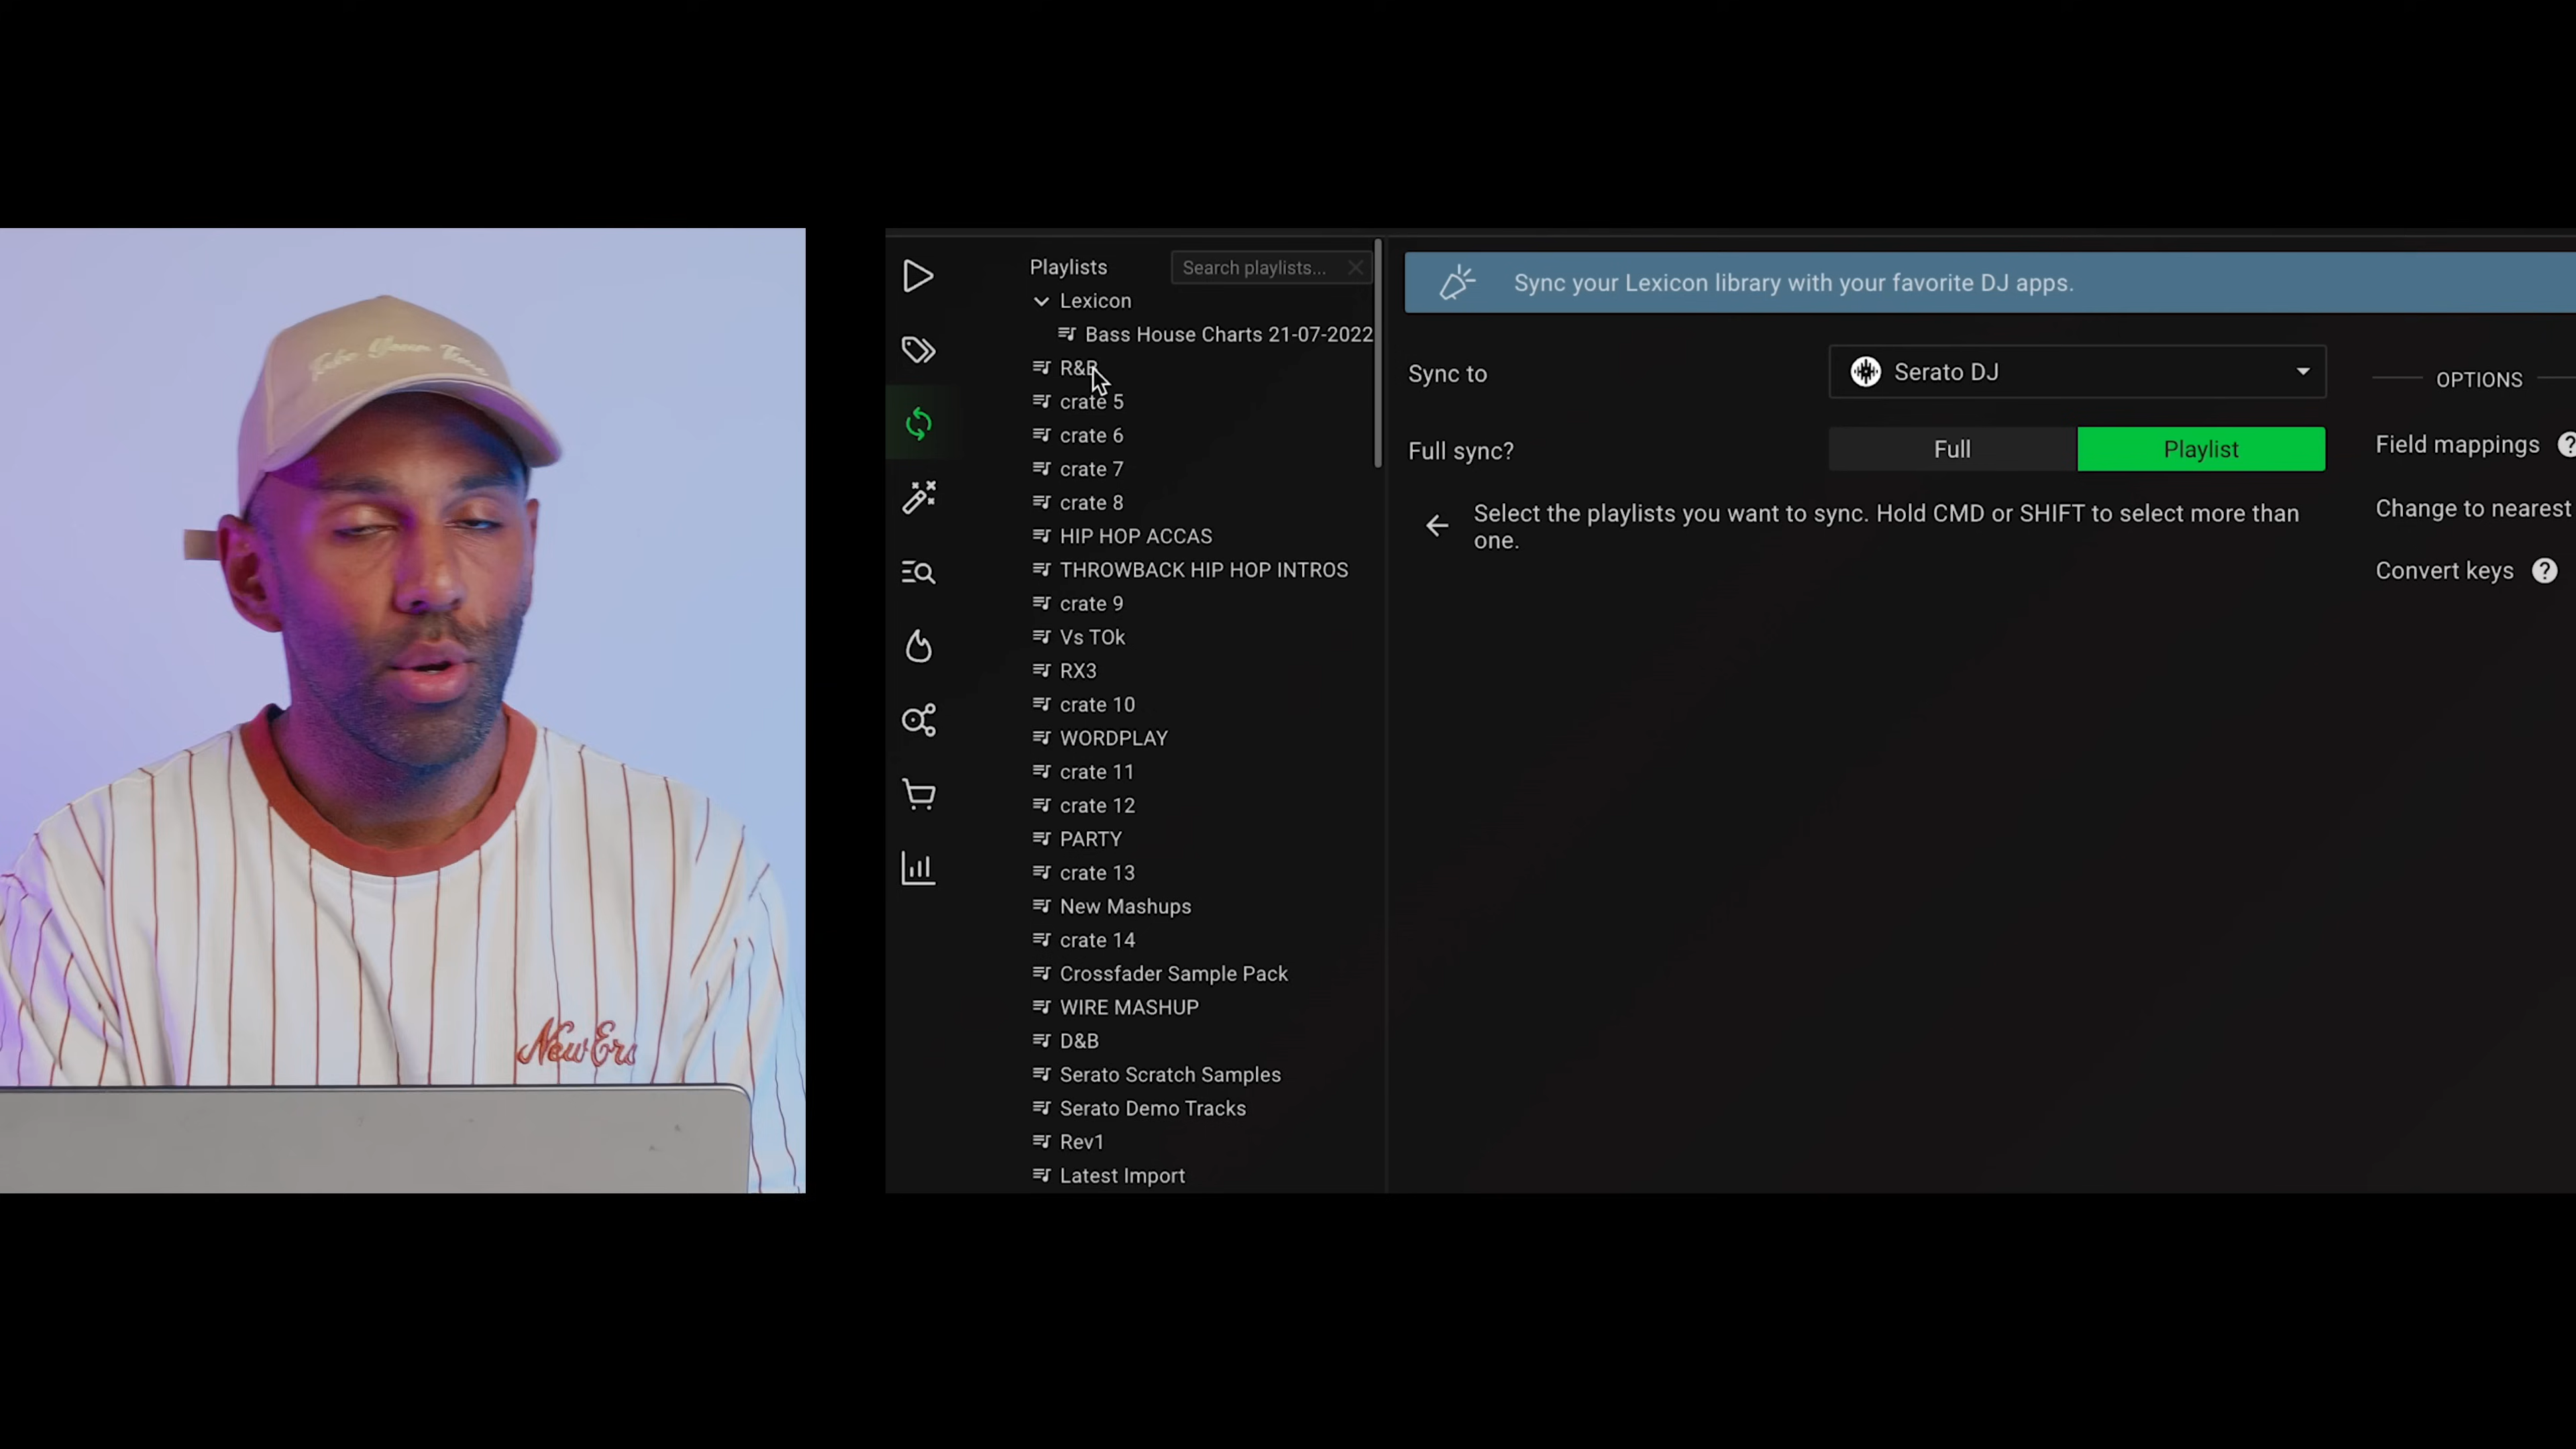 Take Your Time
New Era
Playlists
Search playlists...
Lexicon
Bass House Charts 21-07-2022
R&B
crate 5
crate 6
crate 7
crate 8
HIP HOP ACCAS
THROWBACK HIP HOP INTROS
crate 9
Vs TOk
RX3
crate 10
WORDPLAY
crate 11
crate 12
PARTY
crate 13
New Mashups
crate 14
Crossfader Sample Pack
WIRE MASHUP
D&B
Serato Scratch Samples
Serato Demo Tracks
Rev1
Latest Import
Sync your Lexicon library with your favorite DJ apps.
Sync to
Serato DJ
Full sync?
Full
Playlist
Select the playlists you want to sync. Hold CMD or SHIFT to select more than
one.
OPTIONS
Field mappings ?
Change to nearest
Convert keys ?